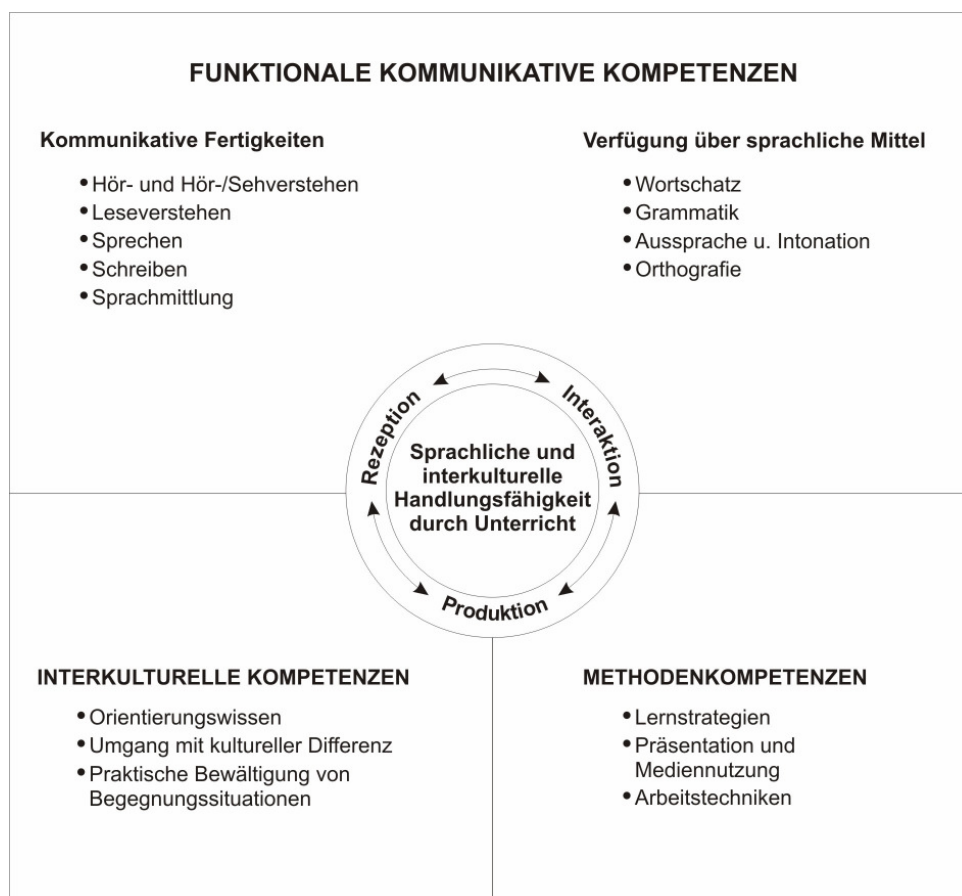 FUNKTIONALE KOMMUNIKATIVE KOMPETENZEN
Kommunikative Fertigkeiten
• Hör- und Hör-/Sehverstehen
• Leseverstehen
• Sprechen
• Schreiben
• Sprachmittlung
Verfügung über sprachliche Mittel
• Wortschatz
• Grammatik
• Aussprache u. Intonation
• Orthografie
Rezeption
Interaktion
Produktion
Sprachliche und
interkulturelle
Handlungsfähigkeit
durch Unterricht
INTERKULTURELLE KOMPETENZEN
• Orientierungswissen
• Umgang mit kultureller Differenz
• Praktische Bewältigung von
Begegnungssituationen
METHODENKOMPETENZEN
• Lernstrategien
• Präsentation und
Mediennutzung
• Arbeitstechniken